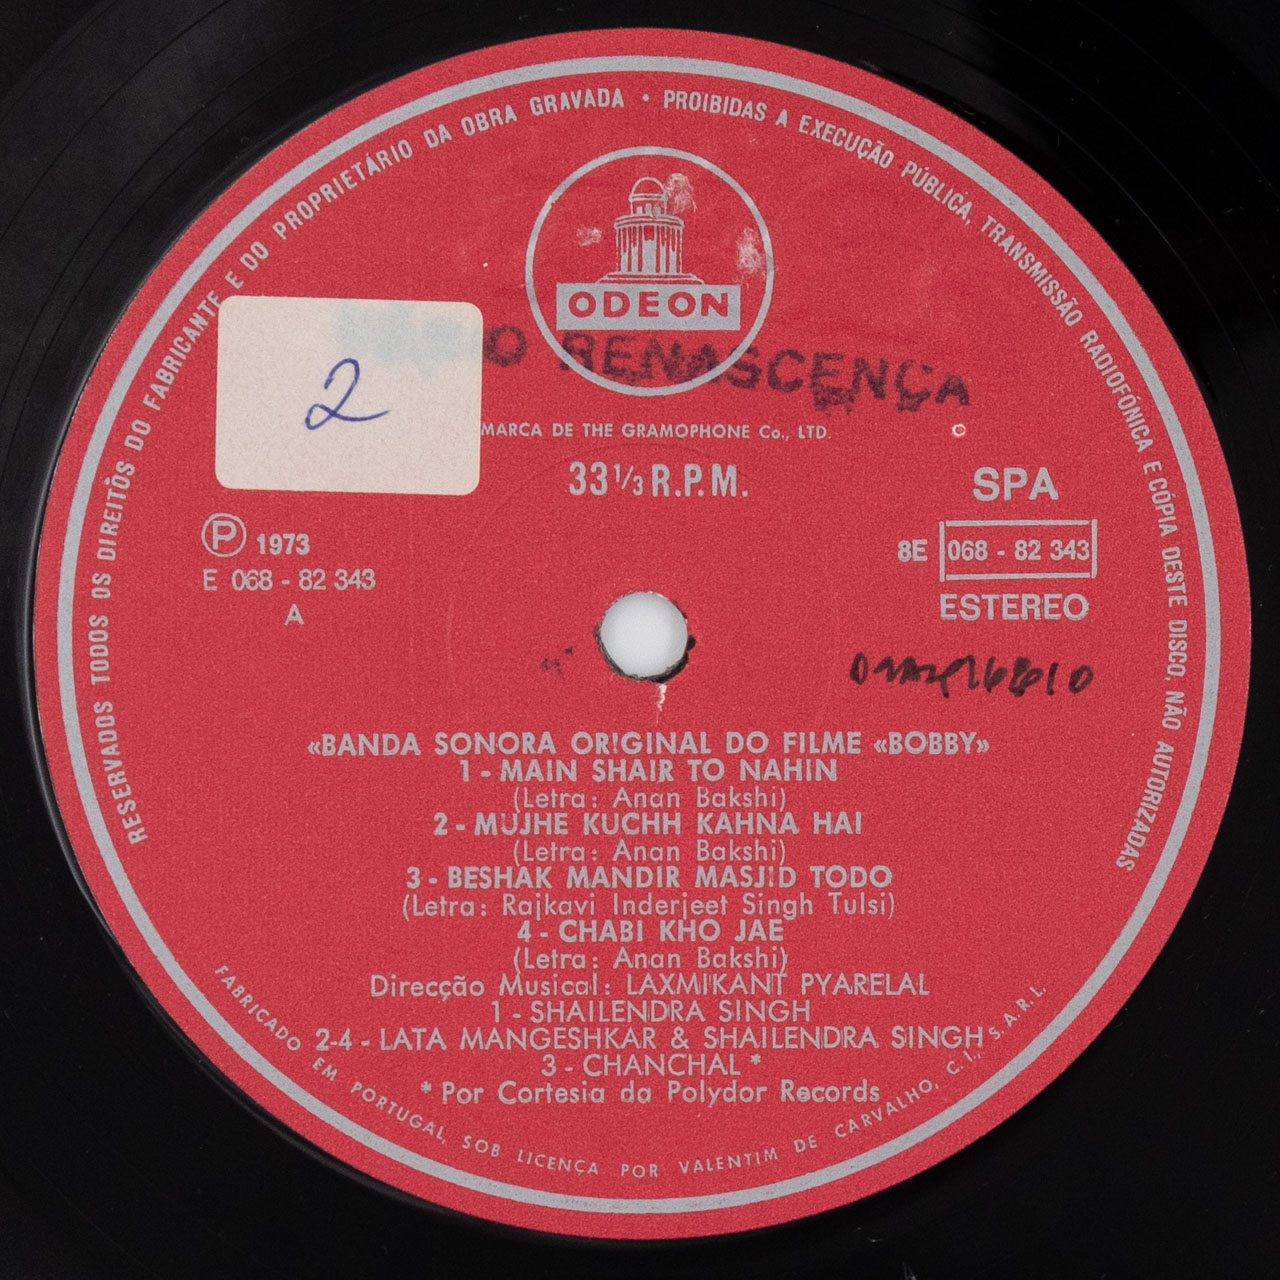 RESERVADOS TODOS OS DIREITÔS DO FABRICANTE E DO PROPRIETÁRIO DA OBRA GRAVADA • PROIBIDAS A EXECUÇÃO PÚBLICA, TRANSMISSÃO RADIOFÓNICA E CÓPIA DESTE DISCO, NÃO AUTORIZADAS
ODEON
RENASCENÇA
2
MARCA DE THE GRAMOPHONE Co., LTD.
33 1/3 R.P.M.
SPA
℗ 1973
8E 068 - 82 343
E 068 - 82 343
ESTEREO
A
«BANDA SONORA ORIGINAL DO FILME «BOBBY»
1 - MAIN SHAIR TO NAHIN
(Letra: Anan Bakshi)
2 - MUJHE KUCHH KAHNA HAI
(Letra: Anan Bakshi)
3 - BESHAK MANDIR MASJID TODO
(Letra: Rajkavi Inderjeet Singh Tulsi)
4 - CHABI KHO JAE
(Letra: Anan Bakshi)
Direcção Musical: LAXMIKANT PYARELAL
1 - SHAILENDRA SINGH
2-4 - LATA MANGESHKAR & SHAILENDRA SINGH
3 - CHANCHAL *
* Por Cortesia da Polydor Records
FABRICADO EM PORTUGAL, SOB LICENÇA POR VALENTIM DE CARVALHO, C. I., S.A.R.L.